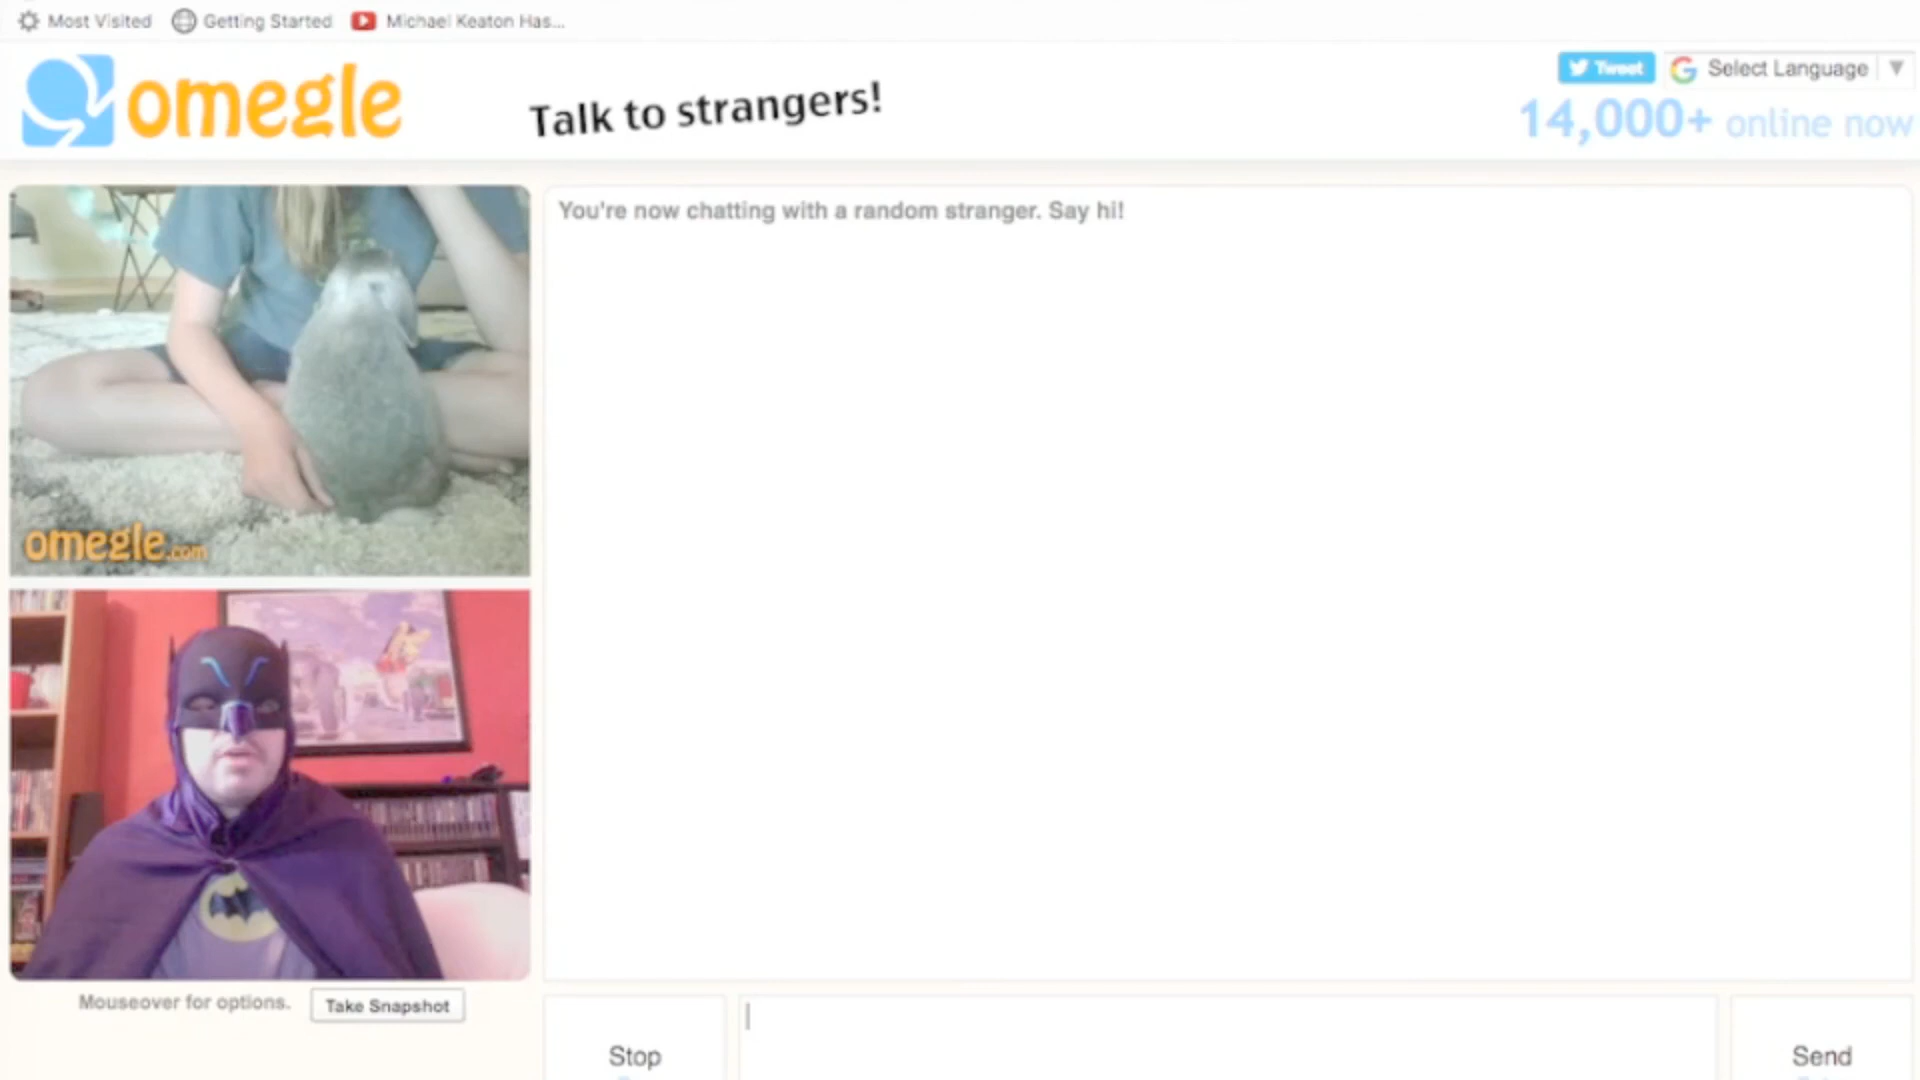 Most Visited
Getting Started
Michael Keaton Has...
omegle
Talk to strangers!
Tweet
Select Language
14,000+ online now
You're now chatting with a random stranger. Say hi!
omegle.com
Mouseover for options.
Take Snapshot
Stop
Send